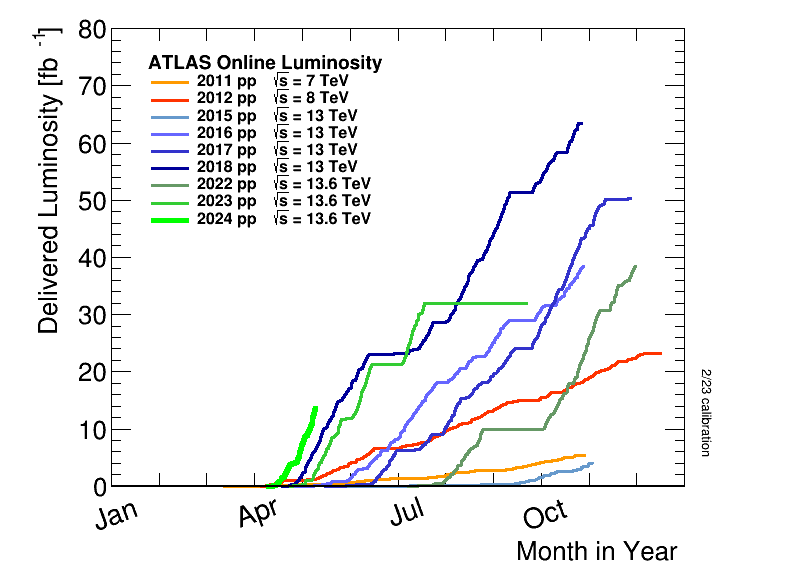 Delivered Luminosity [fb⁻¹]
80
70
60
50
40
30
20
10
0
ATLAS Online Luminosity
2011 pp √s = 7 TeV
2012 pp √s = 8 TeV
2015 pp √s = 13 TeV
2016 pp √s = 13 TeV
2017 pp √s = 13 TeV
2018 pp √s = 13 TeV
2022 pp √s = 13.6 TeV
2023 pp √s = 13.6 TeV
2024 pp √s = 13.6 TeV
2/23 calibration
Jan Apr Jul Oct
Month in Year